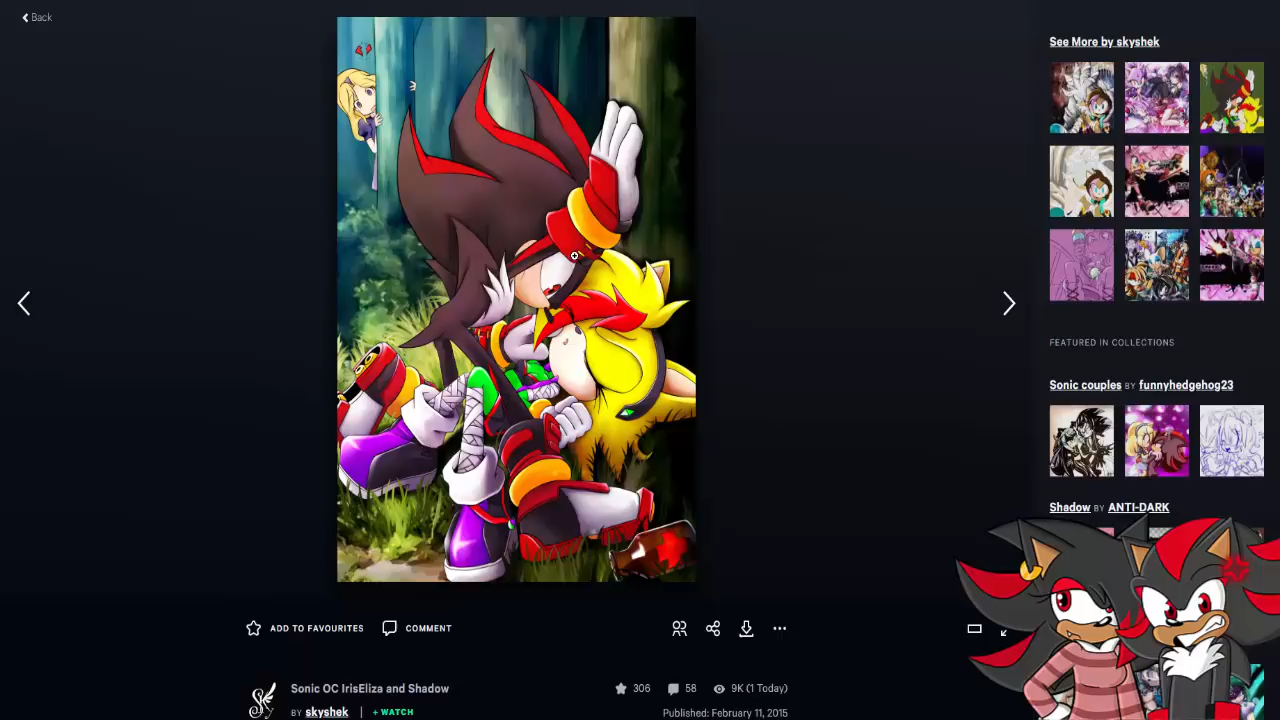 Back
See More by skyshek
FEATURED IN COLLECTIONS
Sonic couples BY funnyhedgehog23
Shadow BY ANTI-DARK
ADD TO FAVOURITES
COMMENT
Sonic OC IrisEliza and Shadow
BY skyshek | + WATCH
306
58
9K (1 Today)
Published: February 11, 2015